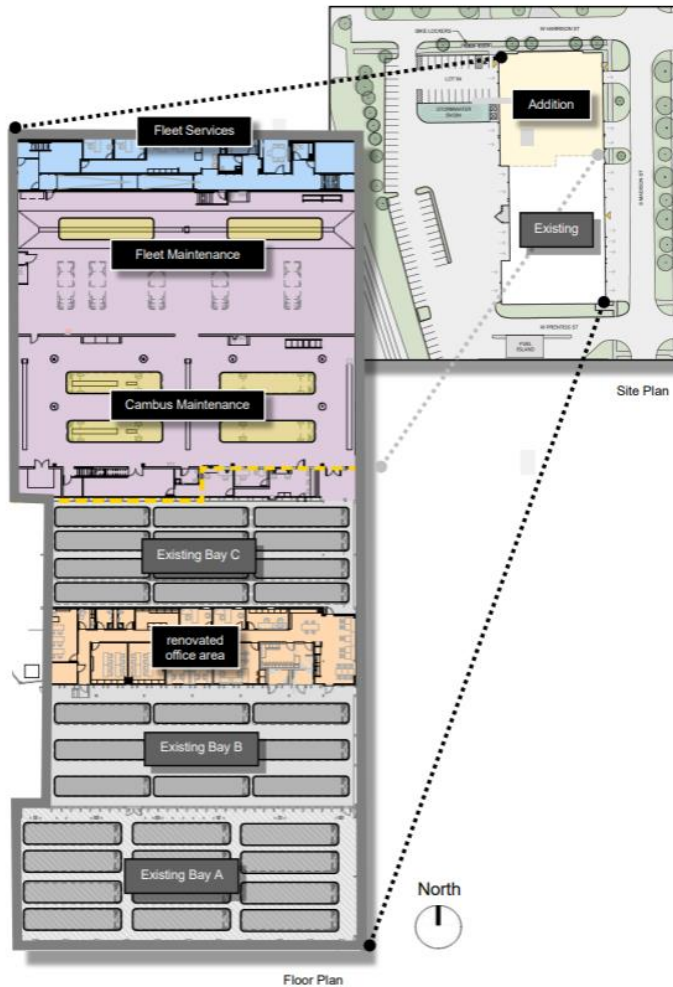 BIKE LOCKERS
W HARRISON ST
LOT 54
STORMWATER
BASIN
Addition
Existing
S MADISON ST
W PRENTISS ST
FUEL
ISLAND
Site Plan
Fleet Services
Fleet Maintenance
Cambus Maintenance
Existing Bay C
renovated
office area
Existing Bay B
Existing Bay A
North
Floor Plan